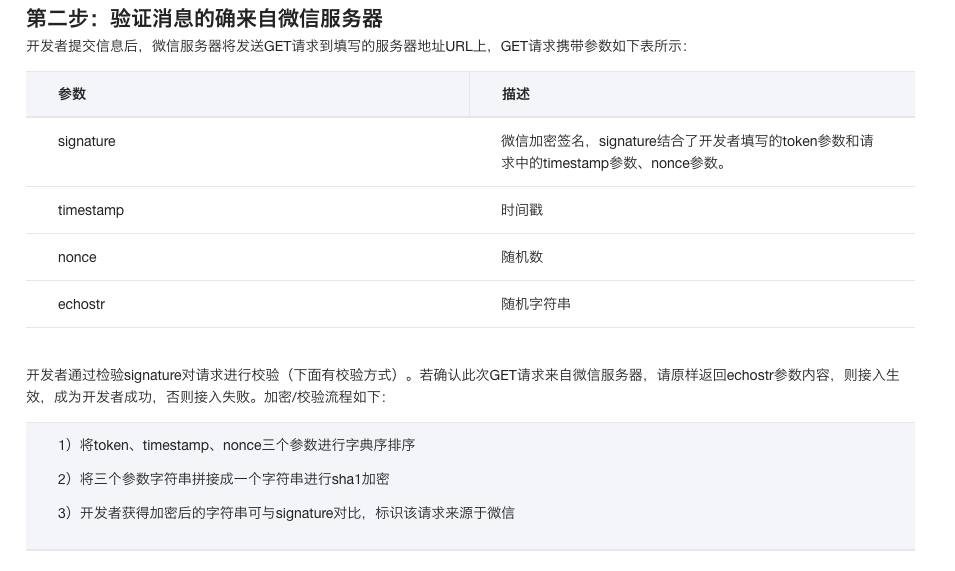 第二步：验证消息的确来自微信服务器
开发者提交信息后，微信服务器将发送GET请求到填写的服务器地址URL上，GET请求携带参数如下表所示：
参数
描述
signature
微信加密签名，signature结合了开发者填写的token参数和请
求中的timestamp参数、nonce参数。
timestamp
时间戳
nonce
随机数
echostr
随机字符串
开发者通过检验signature对请求进行校验（下面有校验方式）。若确认此次GET请求来自微信服务器，请原样返回echostr参数内容，则接入生
效，成为开发者成功，否则接入失败。加密/校验流程如下：
1）将token、timestamp、nonce三个参数进行字典序排序
2）将三个参数字符串拼接成一个字符串进行sha1加密
3）开发者获得加密后的字符串可与signature对比，标识该请求来源于微信